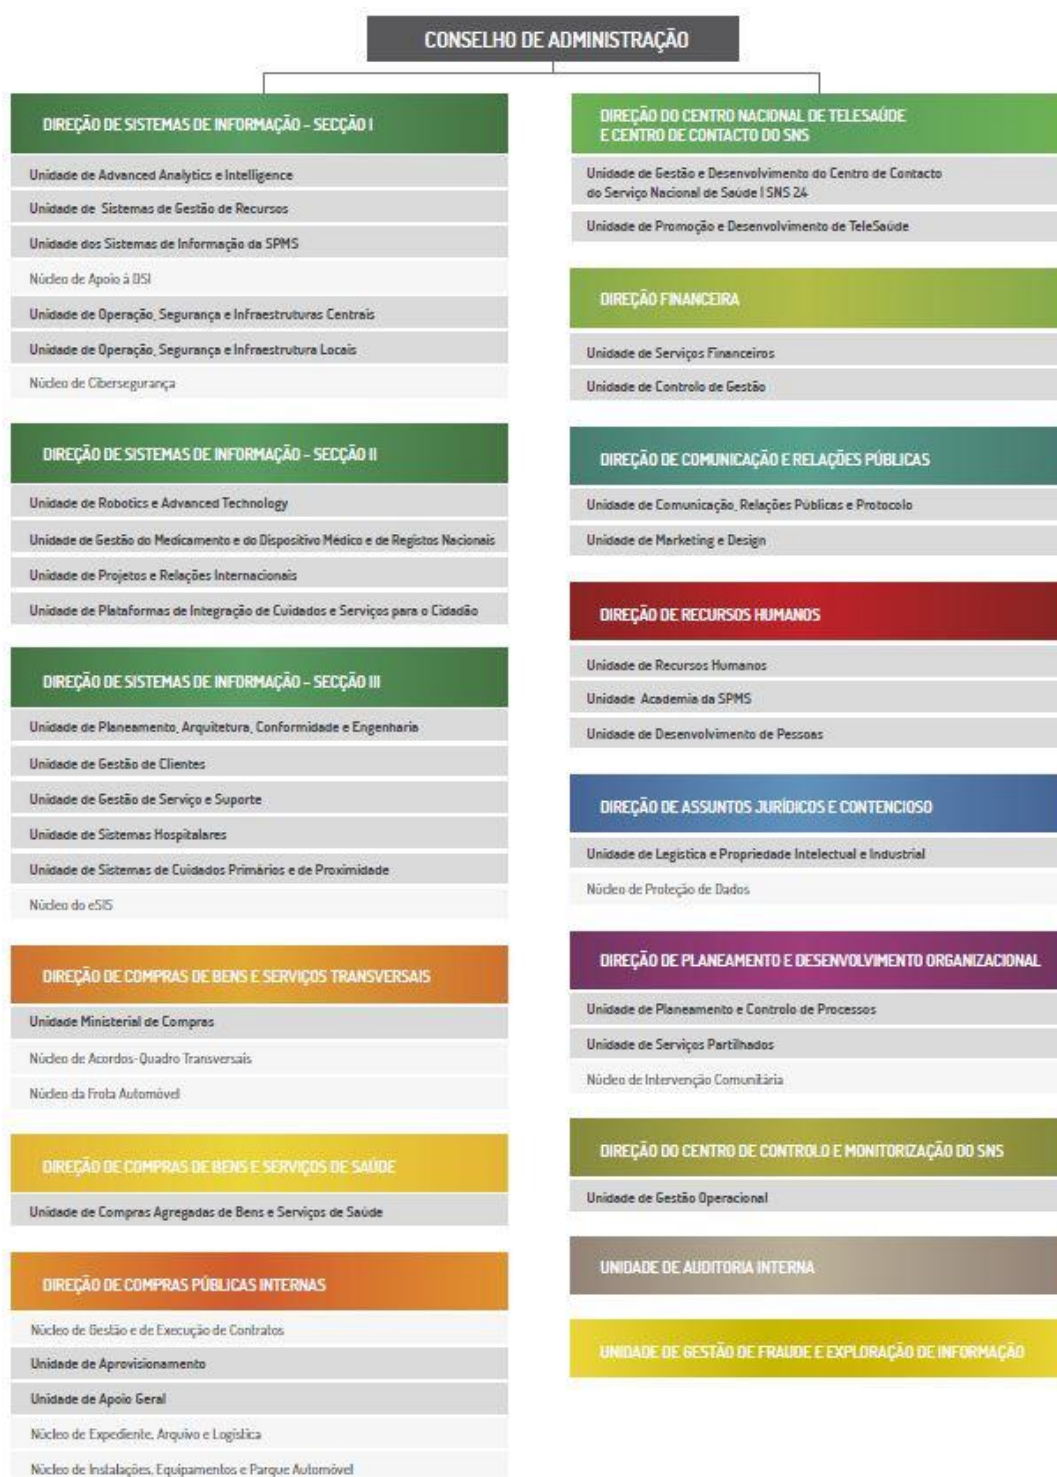 CONSELHO DE ADMINISTRAÇÃO
DIREÇÃO DE SISTEMAS DE INFORMAÇÃO - SECÇÃO I
Unidade de Advanced Analytics e Intelligence
Unidade de Sistemas de Gestão de Recursos
Unidade dos Sistemas de Informação da SPMS
Núcleo de Apoio à DSI
Unidade de Operação, Segurança e Infraestruturas Centrais
Unidade de Operação, Segurança e Infraestrutura Locais
Núcleo de Cibersegurança
DIREÇÃO DE SISTEMAS DE INFORMAÇÃO - SECÇÃO II
Unidade de Robotics e Advanced Technology
Unidade de Gestão do Medicamento e do Dispositivo Médico e de Registos Nacionais
Unidade de Projetos e Relações Internacionais
Unidade de Plataformas de Integração de Cuidados e Serviços para o Cidadão
DIREÇÃO DE SISTEMAS DE INFORMAÇÃO - SECÇÃO III
Unidade de Planeamento, Arquitetura, Conformidade e Engenharia
Unidade de Gestão de Clientes
Unidade de Gestão de Serviço e Suporte
Unidade de Sistemas Hospitalares
Unidade de Sistemas de Cuidados Primários e de Proximidade
Núcleo do eSIS
DIREÇÃO DE COMPRAS DE BENS E SERVIÇOS TRANSVERSAIS
Unidade Ministerial de Compras
Núcleo de Acordos-Quadro Transversais
Núcleo da Frota Automóvel
DIREÇÃO DE COMPRAS DE BENS E SERVIÇOS DE SAÚDE
Unidade de Compras Agregadas de Bens e Serviços de Saúde
DIREÇÃO DE COMPRAS PÚBLICAS INTERNAS
Núcleo de Gestão e de Execução de Contratos
Unidade de Aprovisionamento
Unidade de Apoio Geral
Núcleo de Expediente, Arquivo e Logística
Núcleo de Instalações, Equipamentos e Parque Automóvel
DIREÇÃO DO CENTRO NACIONAL DE TELESAÚDE
E CENTRO DE CONTACTO DO SNS
Unidade de Gestão e Desenvolvimento do Centro de Contacto
do Serviço Nacional de Saúde | SNS 24
Unidade de Promoção e Desenvolvimento de TeleSaúde
DIREÇÃO FINANCEIRA
Unidade de Serviços Financeiros
Unidade de Controlo de Gestão
DIREÇÃO DE COMUNICAÇÃO E RELAÇÕES PÚBLICAS
Unidade de Comunicação, Relações Públicas e Protocolo
Unidade de Marketing e Design
DIREÇÃO DE RECURSOS HUMANOS
Unidade de Recursos Humanos
Unidade Academia da SPMS
Unidade de Desenvolvimento de Pessoas
DIREÇÃO DE ASSUNTOS JURÍDICOS E CONTENCIOSO
Unidade de Legística e Propriedade Intelectual e Industrial
Núcleo de Proteção de Dados
DIREÇÃO DE PLANEAMENTO E DESENVOLVIMENTO ORGANIZACIONAL
Unidade de Planeamento e Controlo de Processos
Unidade de Serviços Partilhados
Núcleo de Intervenção Comunitária
DIREÇÃO DO CENTRO DE CONTROLO E MONITORIZAÇÃO DO SNS
Unidade de Gestão Operacional
UNIDADE DE AUDITORIA INTERNA
UNIDADE DE GESTÃO DE FRAUDE E EXPLORAÇÃO DE INFORMAÇÃO